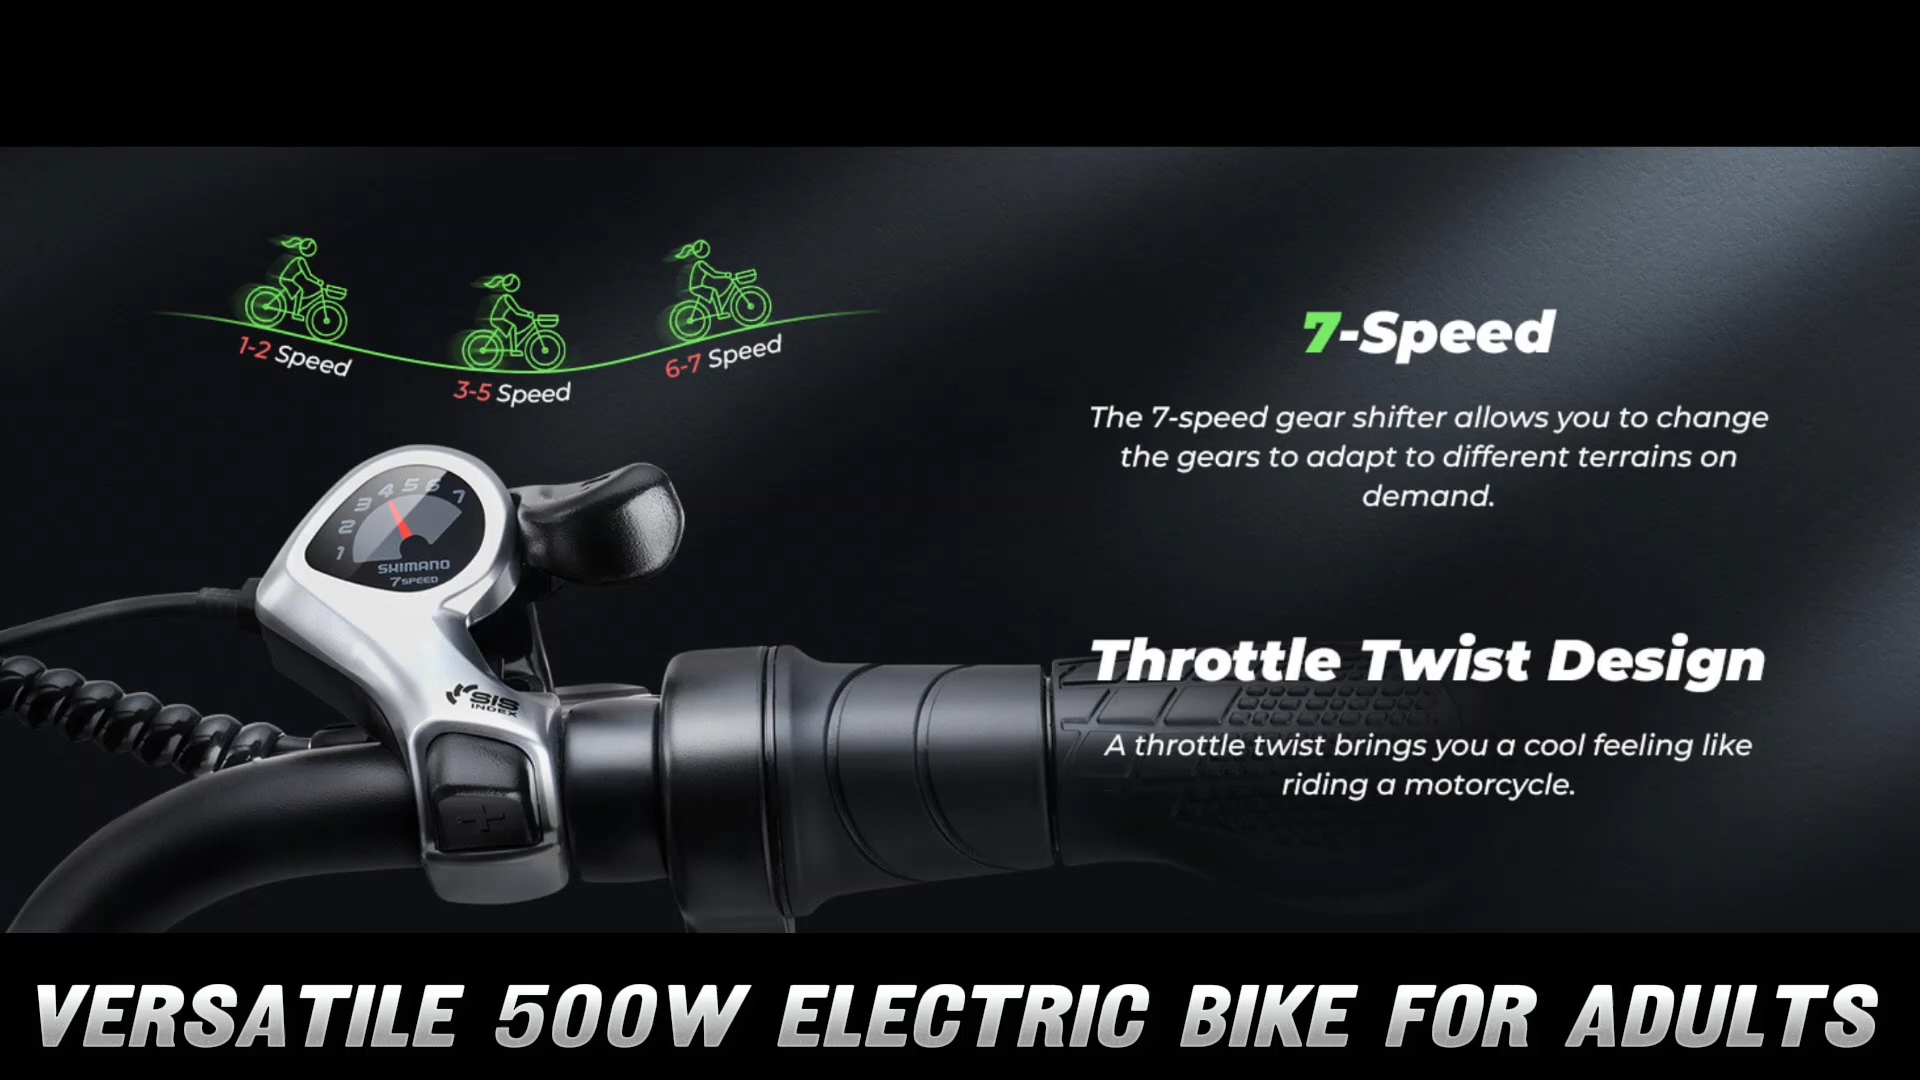 1-2 Speed
3-5 Speed
6-7 Speed
7-Speed
The 7-speed gear shifter allows you to change
the gears to adapt to different terrains on
demand.
1 2 3 4 5 6 7
SHIMANO
7 SPEED
SIS
INDEX
Throttle Twist Design
A throttle twist brings you a cool feeling like
riding a motorcycle.
VERSATILE 500W ELECTRIC BIKE FOR ADULTS